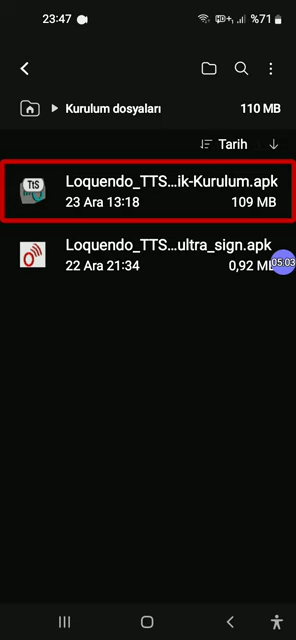 23:47
%71
Kurulum dosyaları
110 MB
Tarih
TtS
Loquendo_TTS...ik-Kurulum.apk
23 Ara 13:18
109 MB
Loquendo_TTS...ultra_sign.apk
22 Ara 21:34
0,92 MB
05:03